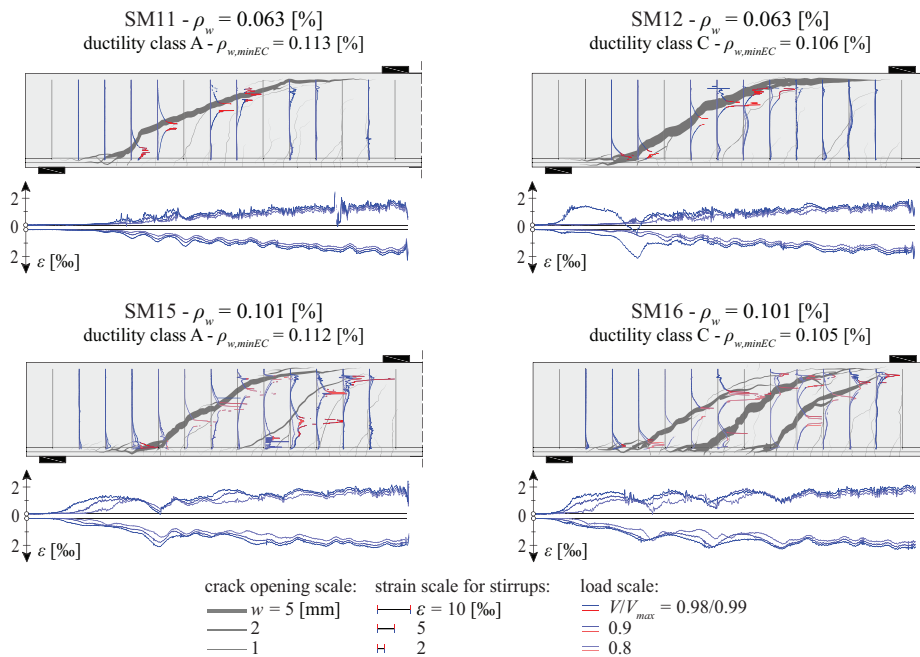 SM11 - ρw = 0.063 [%]
ductility class A - ρw,minEC = 0.113 [%]
SM12 - ρw = 0.063 [%]
ductility class C - ρw,minEC = 0.106 [%]
2
0
2
ε [‰]
2
0
2
ε [‰]
SM15 - ρw = 0.101 [%]
ductility class A - ρw,minEC = 0.112 [%]
SM16 - ρw = 0.101 [%]
ductility class C - ρw,minEC = 0.105 [%]
2
0
2
ε [‰]
2
0
2
ε [‰]
crack opening scale:
w = 5 [mm]
2
1
strain scale for stirrups:
ε = 10 [‰]
5
2
load scale:
V/Vmax = 0.98/0.99
0.9
0.8